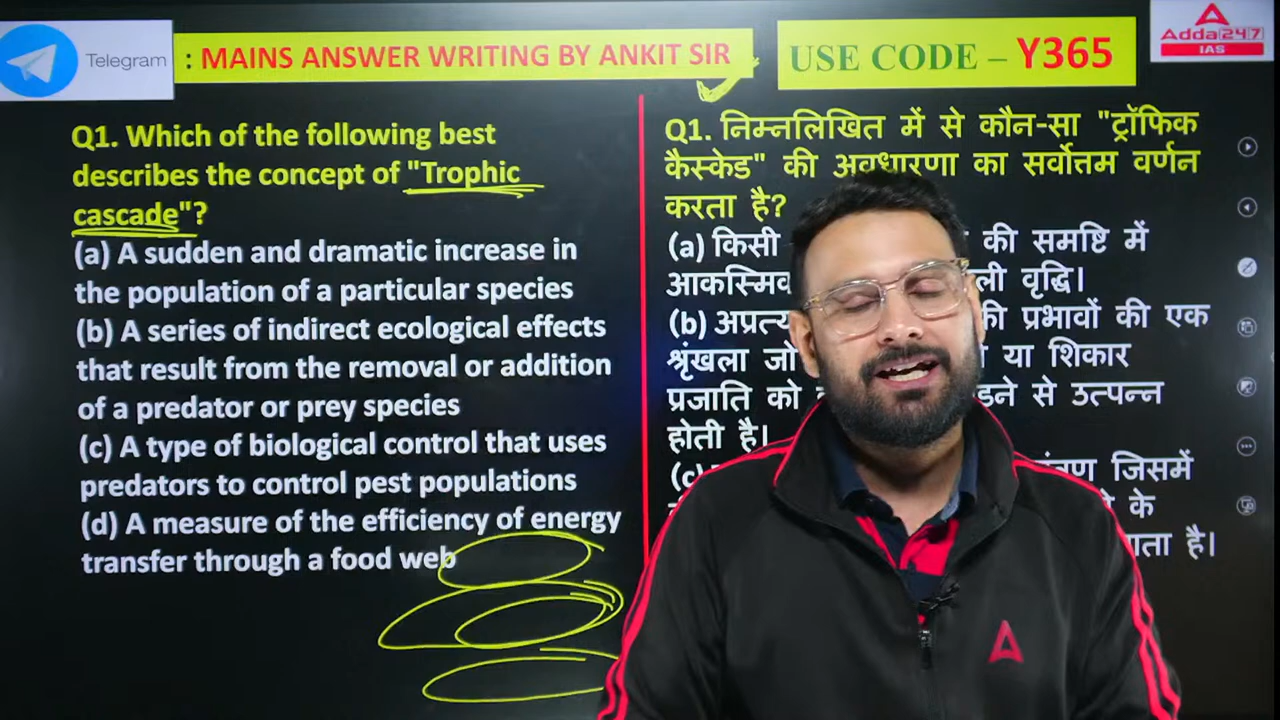 Telegram
: MAINS ANSWER WRITING BY ANKIT SIR
USE CODE – Y365
Adda247
IAS
Q1. Which of the following best
describes the concept of "Trophic
cascade"?
(a) A sudden and dramatic increase in
the population of a particular species
(b) A series of indirect ecological effects
that result from the removal or addition
of a predator or prey species
(c) A type of biological control that uses
predators to control pest populations
(d) A measure of the efficiency of energy
transfer through a food web
Q1. निम्नलिखित में से कौन-सा "ट्रॉफिक
कैस्केड" की अवधारणा का सर्वोत्तम वर्णन
करता है?
(a) किसी की समष्टि में
वृद्धि।
(b) प्रभावों की एक
श्रृंखला जो या शिकार
प्रजाति को से उत्पन्न
होती है।
(c) जिसमें
के
है।